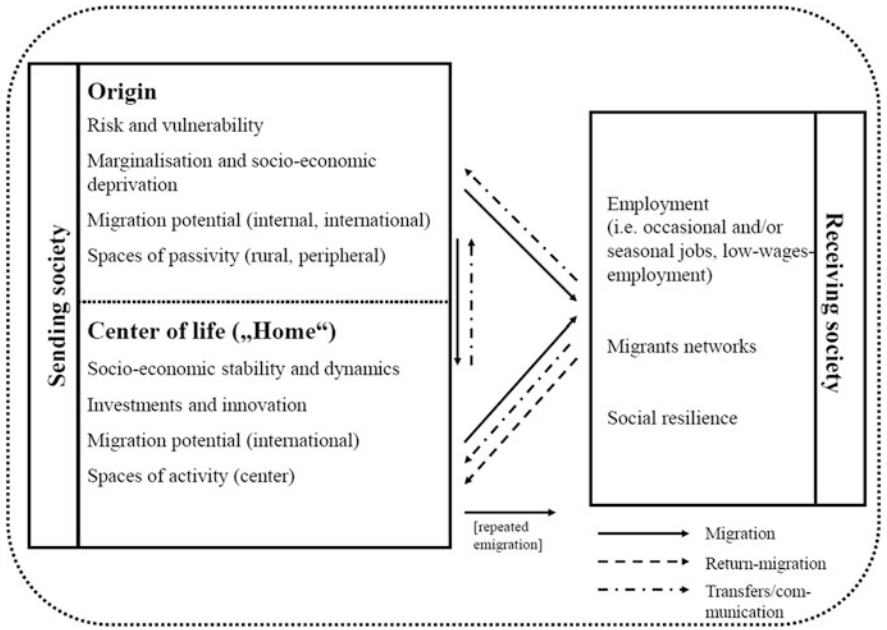 Sending society
Origin
Risk and vulnerability
Marginalisation and socio-economic
deprivation
Migration potential (internal, international)
Spaces of passivity (rural, peripheral)
Center of life („Home“)
Socio-economic stability and dynamics
Investments and innovation
Migration potential (international)
Spaces of activity (center)
[repeated
emigration]
Employment
(i.e. occasional and/or
seasonal jobs, low-wages-
employment)
Migrants networks
Social resilience
Receiving society
Migration
Return-migration
Transfers/com-
munication